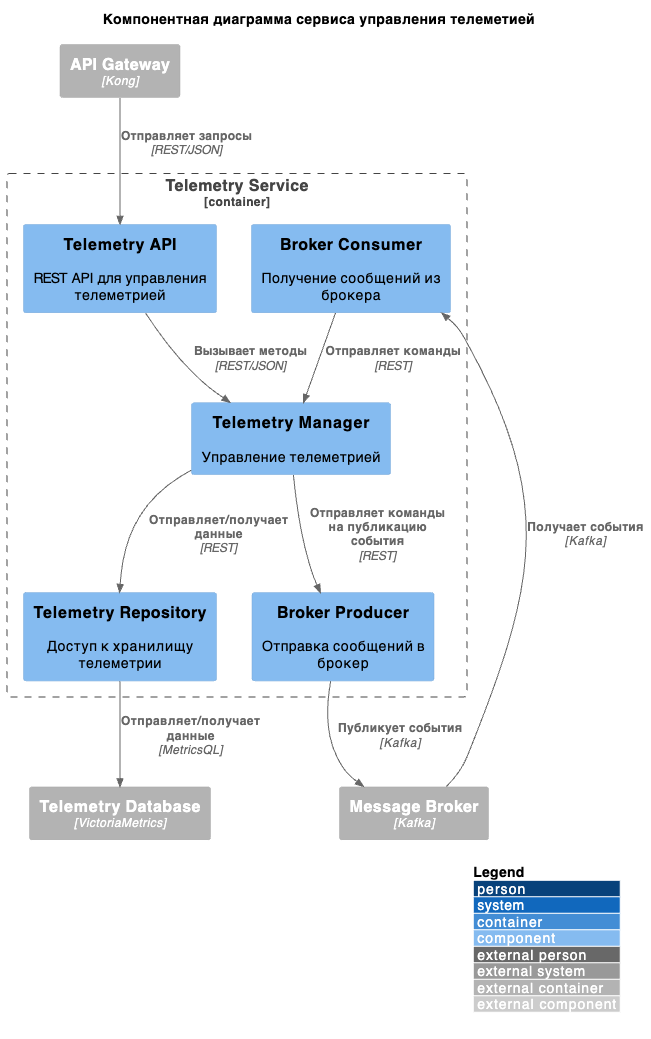 Компонентная диаграмма сервиса управления телеметией
API Gateway
[Kong]
Отправляет запросы
[REST/JSON]
Telemetry Service
[container]
Telemetry API
REST API для управления
телеметрией
Broker Consumer
Получение сообщений из
брокера
Вызывает методы
[REST/JSON]
Отправляет команды
[REST]
Telemetry Manager
Управление телеметрией
Отправляет/получает
данные
[REST]
Отправляет команды
на публикацию
события
[REST]
Получает события
[Kafka]
Telemetry Repository
Доступ к хранилищу
телеметрии
Broker Producer
Отправка сообщений в
брокер
Отправляет/получает
данные
[MetricsQL]
Публикует события
[Kafka]
Telemetry Database
[VictoriaMetrics]
Message Broker
[Kafka]
Legend
person
system
container
component
external person
external system
external container
external component